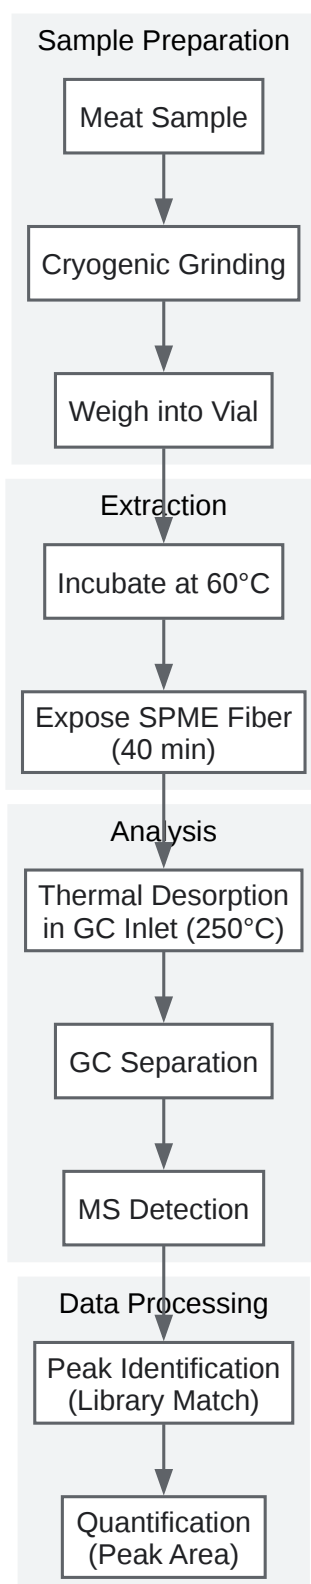 Sample Preparation
Meat Sample
Cryogenic Grinding
Weigh into Vial
Extraction
Incubate at 60°C
Expose SPME Fiber
(40 min)
Analysis
Thermal Desorption
in GC Inlet (250°C)
GC Separation
MS Detection
Data Processing
Peak Identification
(Library Match)
Quantification
(Peak Area)